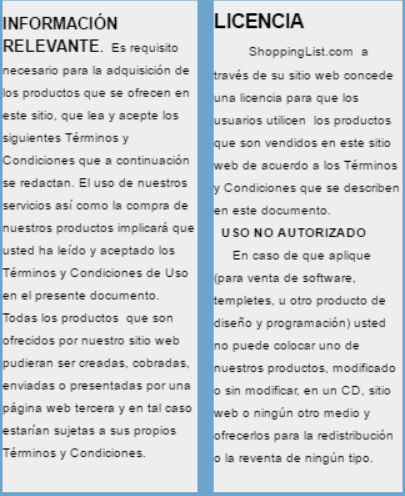 INFORMACIÓN
RELEVANTE. Es requisito
necesario para la adquisición de
los productos que se ofrecen en
este sitio, que lea y acepte los
siguientes Términos y
Condiciones que a continuación
se redactan. El uso de nuestros
servicios así como la compra de
nuestros productos implicará que
usted ha leído y aceptado los
Términos y Condiciones de Uso
en el presente documento.
Todas los productos que son
ofrecidos por nuestro sitio web
pudieran ser creadas, cobradas,
enviadas o presentadas por una
página web tercera y en tal caso
estarían sujetas a sus propios
Términos y Condiciones.
LICENCIA
ShoppingList.com a
través de su sitio web concede
una licencia para que los
usuarios utilicen los productos
que son vendidos en este sitio
web de acuerdo a los Términos
y Condiciones que se describen
en este documento.
USO NO AUTORIZADO
En caso de que aplique
(para venta de software,
templetes, u otro producto de
diseño y programación) usted
no puede colocar uno de
nuestros productos, modificado
o sin modificar, en un CD, sitio
web o ningún otro medio y
ofrecerlos para la redistribución
o la reventa de ningún tipo.